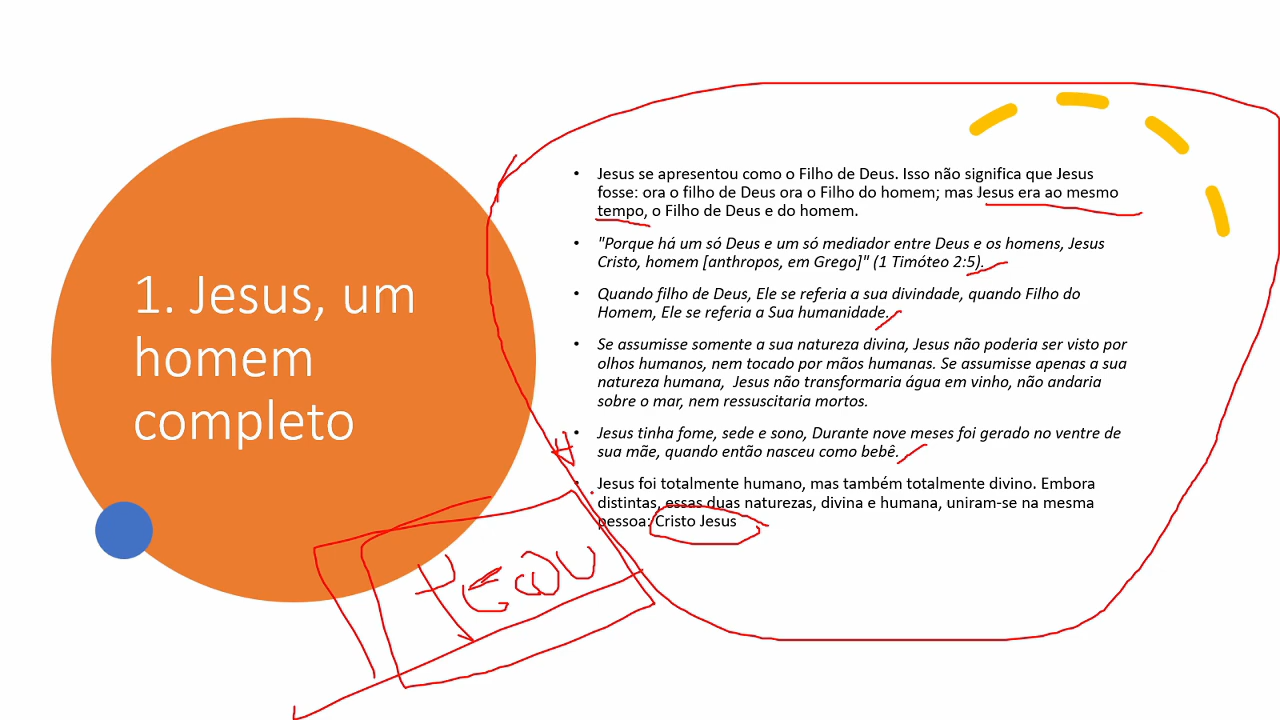 1. Jesus, um
homem
completo
• Jesus se apresentou como o Filho de Deus. Isso não significa que Jesus
fosse: ora o filho de Deus ora o Filho do homem; mas Jesus era ao mesmo
tempo, o Filho de Deus e do homem.
• "Porque há um só Deus e um só mediador entre Deus e os homens, Jesus
Cristo, homem [anthropos, em Grego]" (1 Timóteo 2:5).
• Quando filho de Deus, Ele se referia a sua divindade, quando Filho do
Homem, Ele se referia a Sua humanidade.
• Se assumisse somente a sua natureza divina, Jesus não poderia ser visto por
olhos humanos, nem tocado por mãos humanas. Se assumisse apenas a sua
natureza humana, Jesus não transformaria água em vinho, não andaria
sobre o mar, nem ressuscitaria mortos.
• Jesus tinha fome, sede e sono, Durante nove meses foi gerado no ventre de
sua mãe, quando então nasceu como bebê.
• Jesus foi totalmente humano, mas também totalmente divino. Embora
distintas, essas duas naturezas, divina e humana, uniram-se na mesma
pessoa: Cristo Jesus